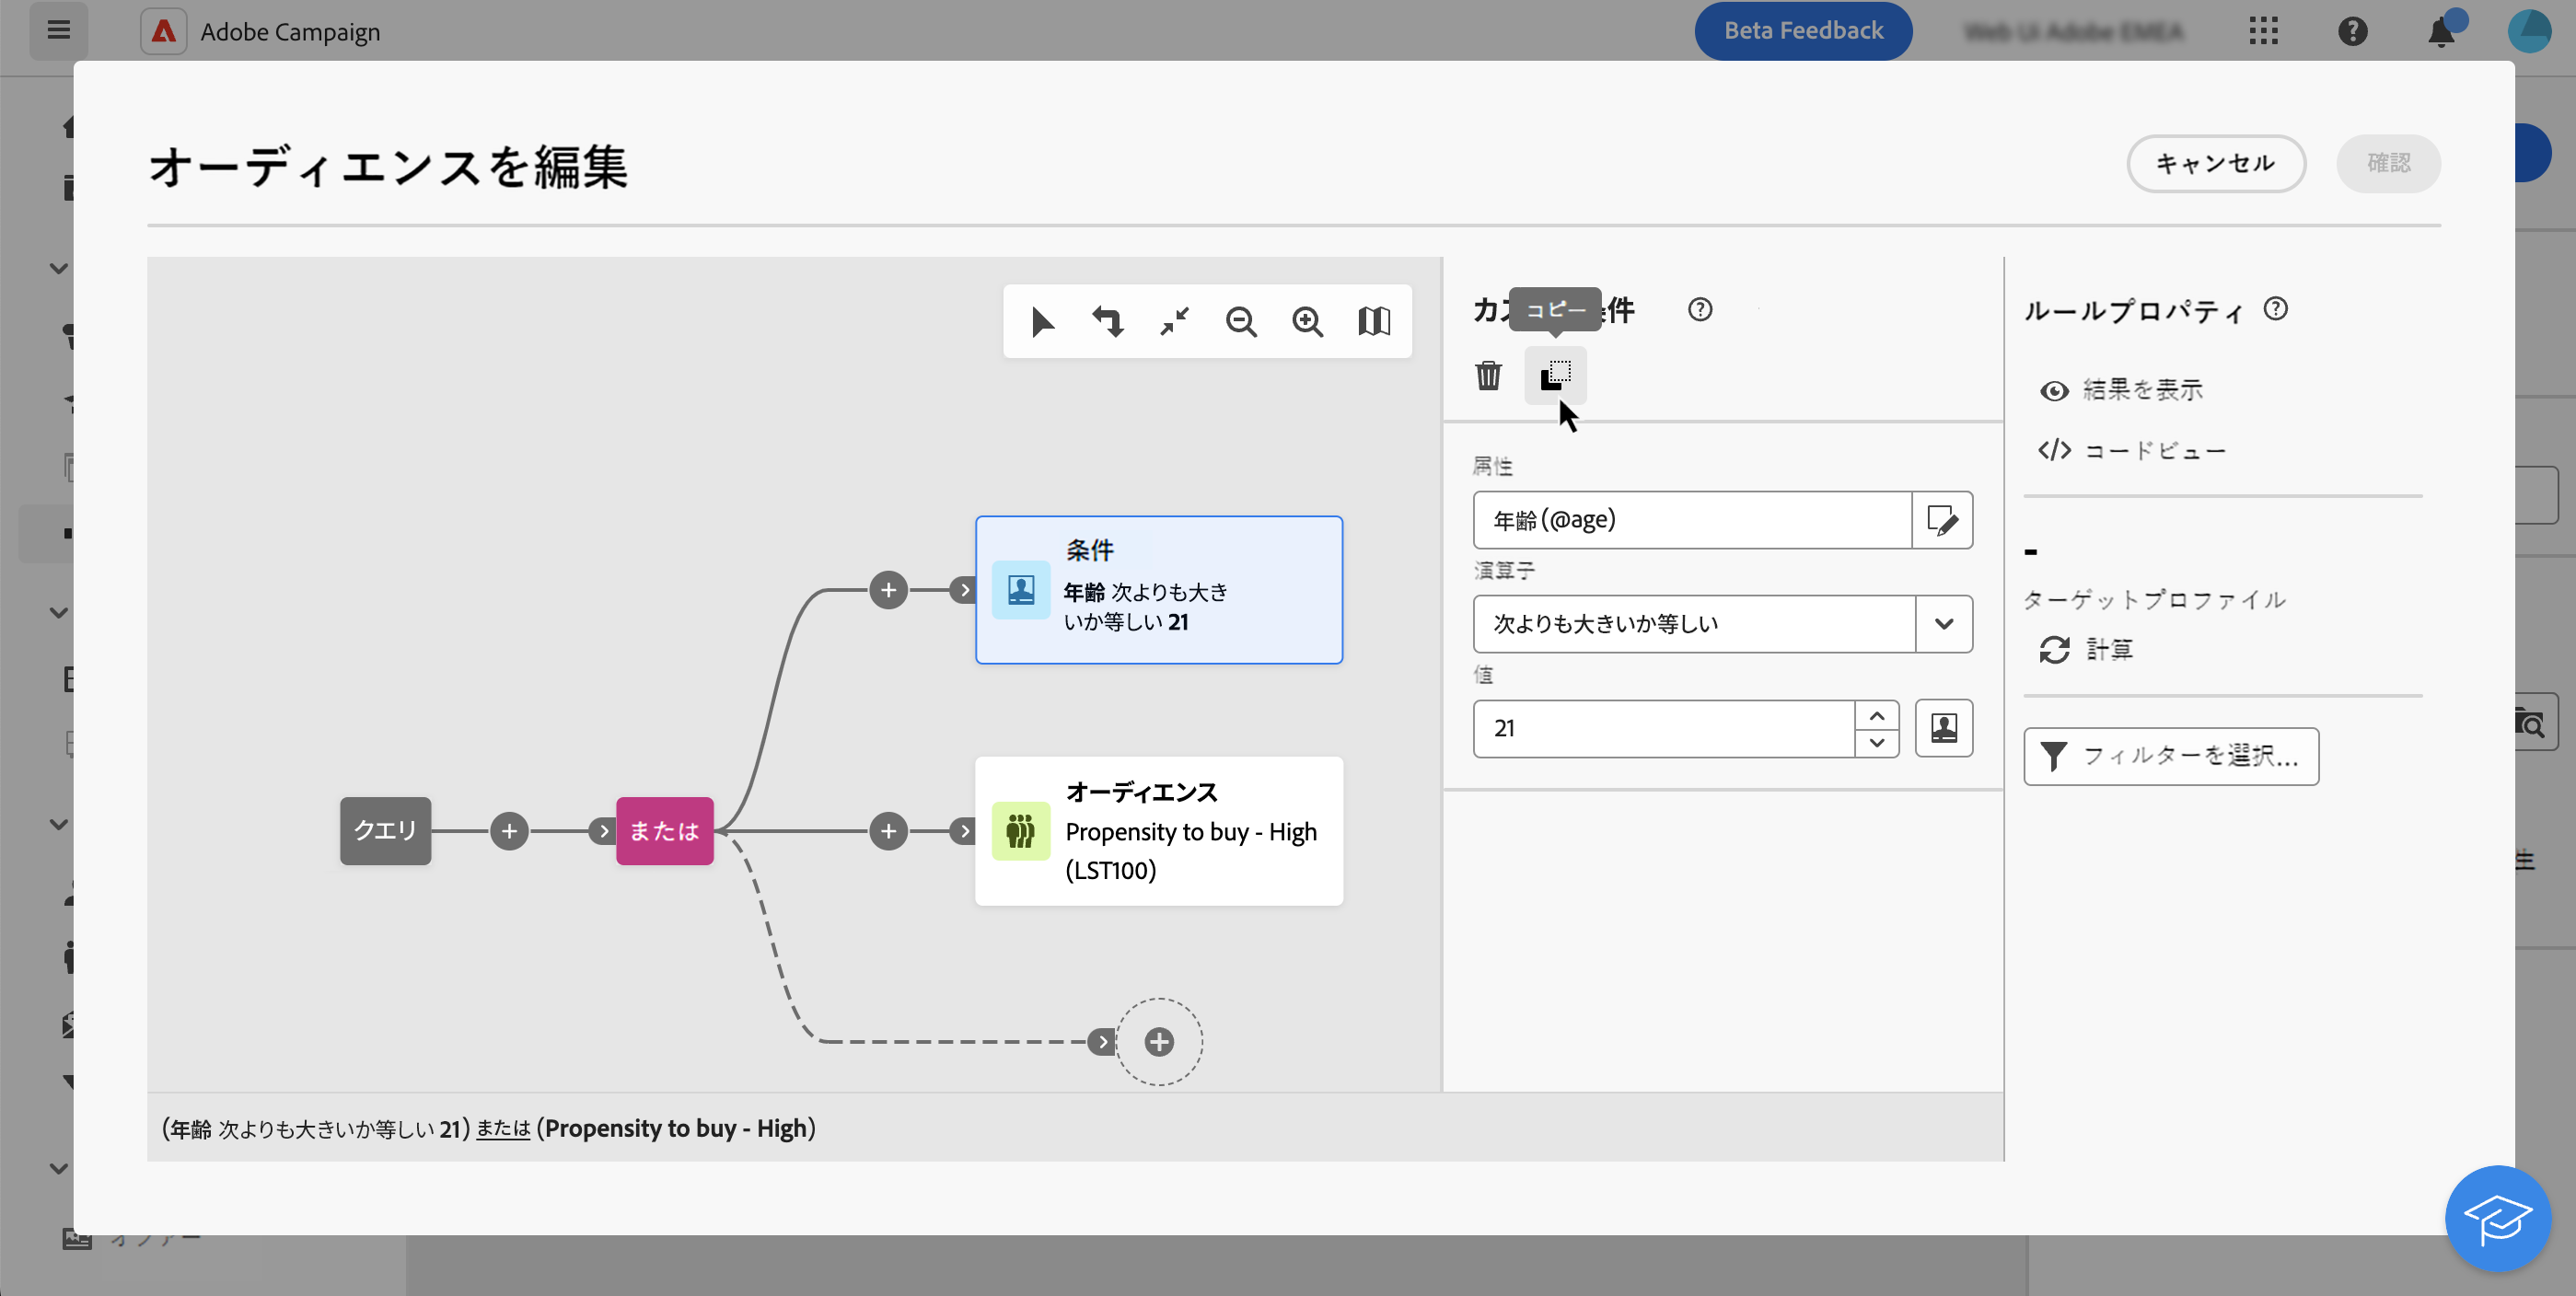 Adobe Campaign
Beta Feedback
オーディエンスを編集
キャンセル
確認
コピー
件
ルールプロパティ
結果を表示
コードビュー
属性
年齢 (@age)
演算子
次よりも大きいか等しい
値
21
-
ターゲットプロファイル
計算
フィルターを選択...
条件
年齢 次よりも大き
いか等しい 21
クエリ
または
オーディエンス
Propensity to buy - High
(LST100)
(年齢 次よりも大きいか等しい 21) または (Propensity to buy - High)
生